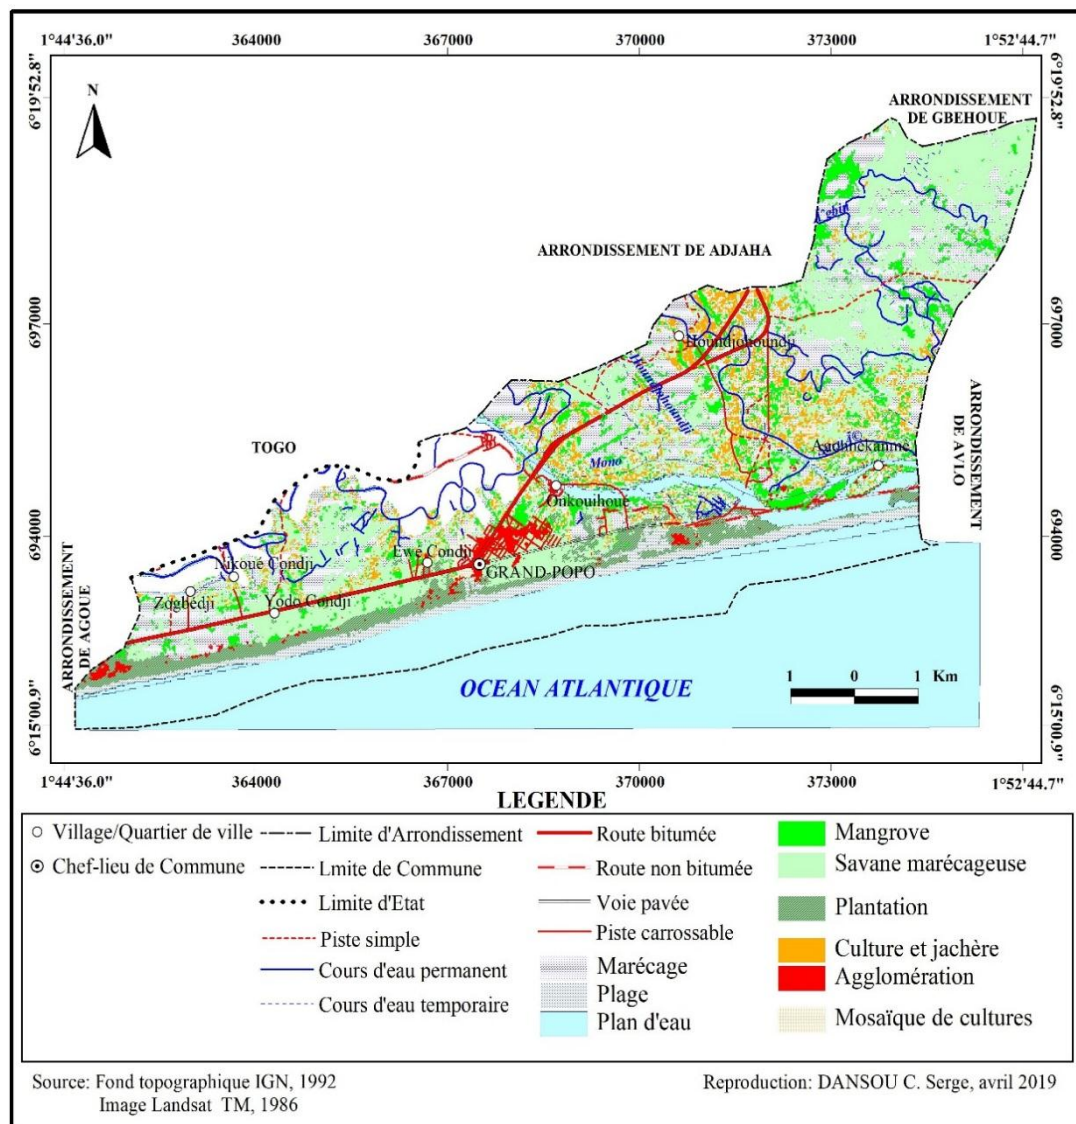 1°44'36.0" 364000 367000 370000 373000 1°52'44.7"
6°19'52.8"
6°19'52.8"
N
ARRONDISSEMENT
DE GBEHOUE
ARRONDISSEMENT DE ADJAHA
697000
697000
Houndjohoundji
TOGO
Mono
Onkouihoué
ARRONDISSEMENT
DE AVLO
694000
694000
Ewe Condji
GRAND-POPO
Nikoué Condji
Zogbédji
Yodo Condji
ARRONDISSEMENT
DE AGOUE
OCEAN ATLANTIQUE
1 0 1 Km
6°15'00.9"
6°15'00.9"
1°44'36.0" 364000 367000 370000 373000 1°52'44.7"
LEGENDE
Village/Quartier de ville
Chef-lieu de Commune
Limite d'Arrondissement
Lmite de Commune
Limite d'Etat
Piste simple
Cours d'eau permanent
Cours d'eau temporaire
Route bitumée
Route non bitumée
Voie pavée
Piste carrossable
Marécage
Plage
Plan d'eau
Mangrove
Savane marécageuse
Plantation
Culture et jachère
Agglomération
Mosaïque de cultures
Source: Fond topographique IGN, 1992
Image Landsat TM, 1986
Reproduction: DANSOU C. Serge, avril 2019